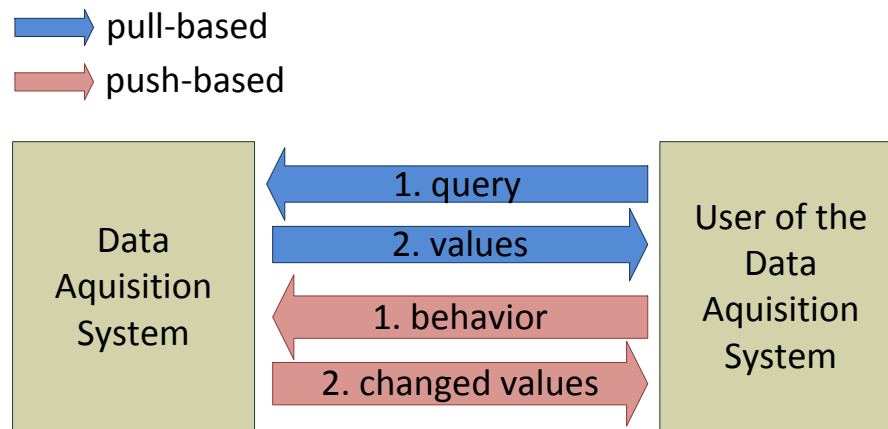 pull-based
push-based
Data
Aquisition
System
1. query
2. values
1. behavior
2. changed values
User of the
Data
Aquisition
System